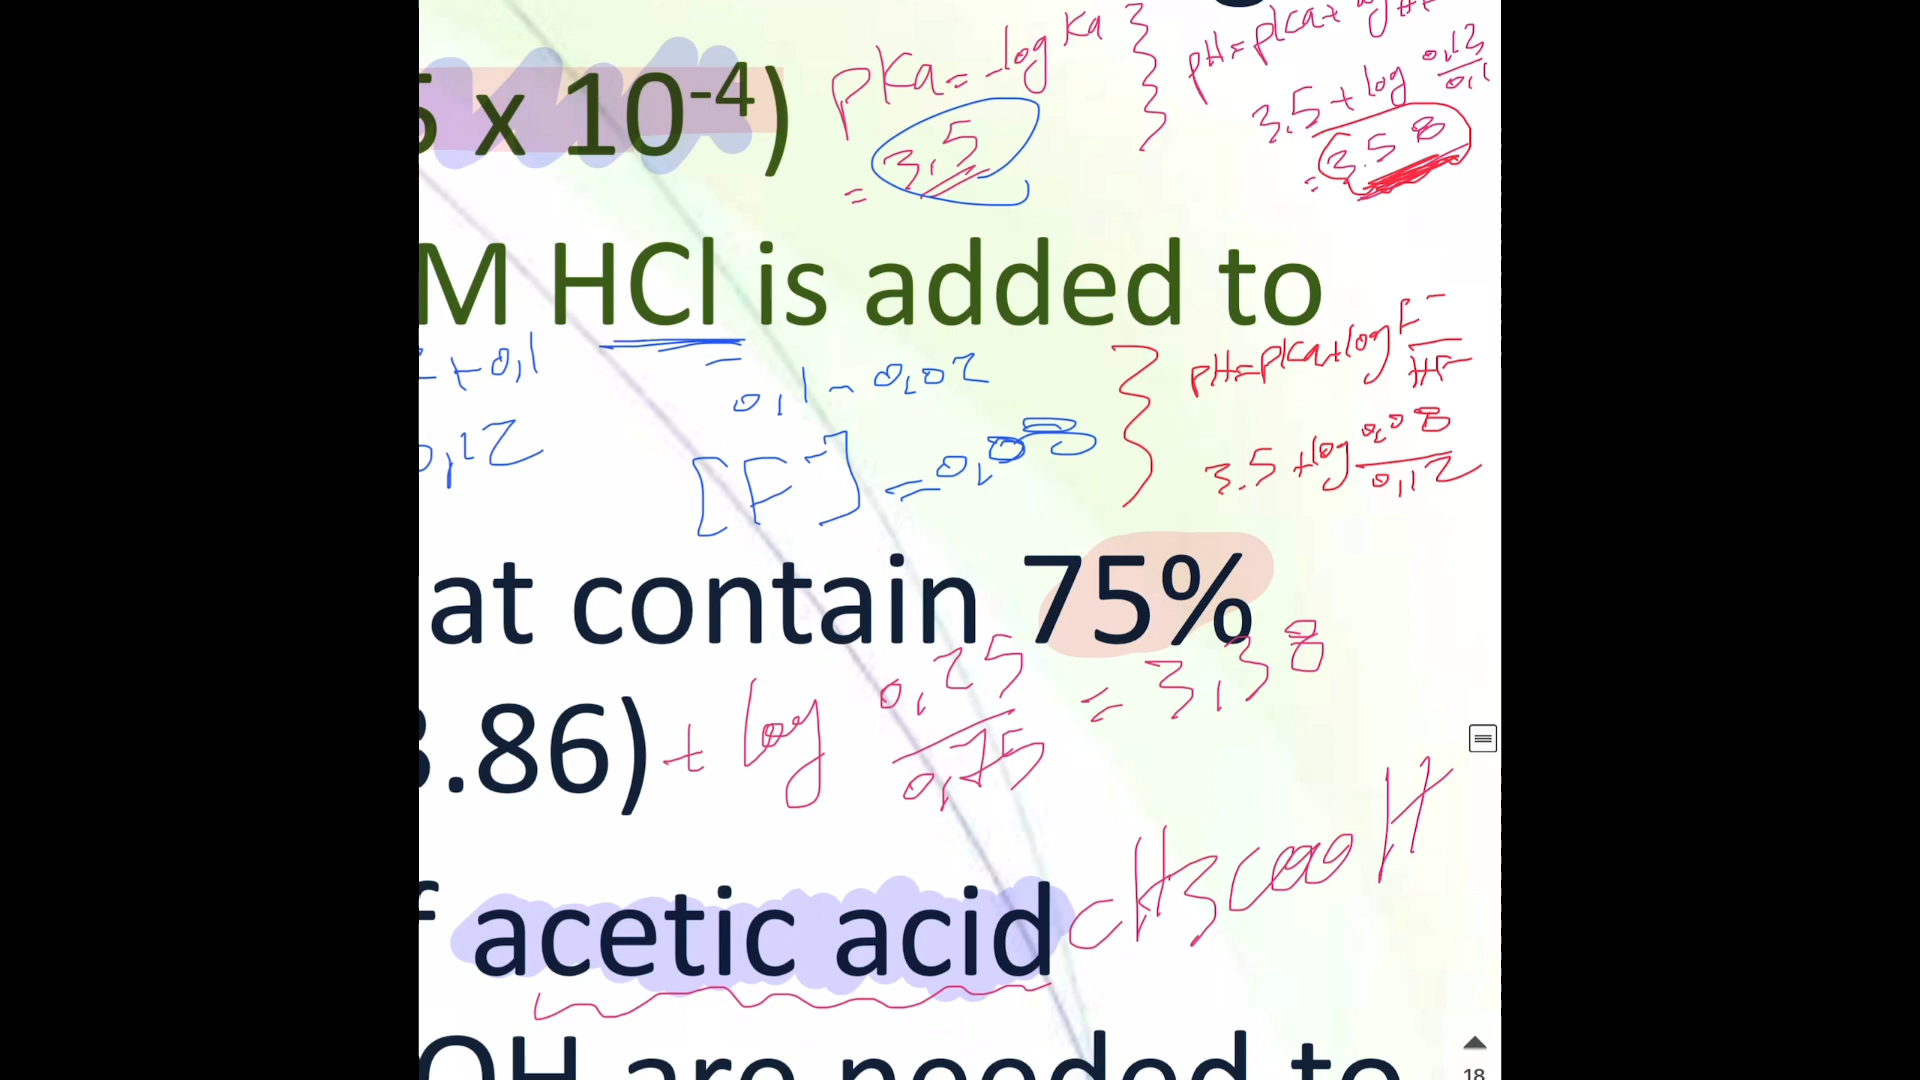 5 x 10-4) pKa = -log Ka
= 3.5
pH = pKa +
3.5 + log 0,12/0,1
= 3.58
M HCl is added to
+ 0,1
0,12
0,1 - 0,02
[F-] = 0,08
pH = pKa + log F-/HF
3.5 + log 0,08/0,12
at contain 75%
3.86) + log 0,25/0,75 = 3,38
f acetic acid CH3COOH
OH are needed to
18